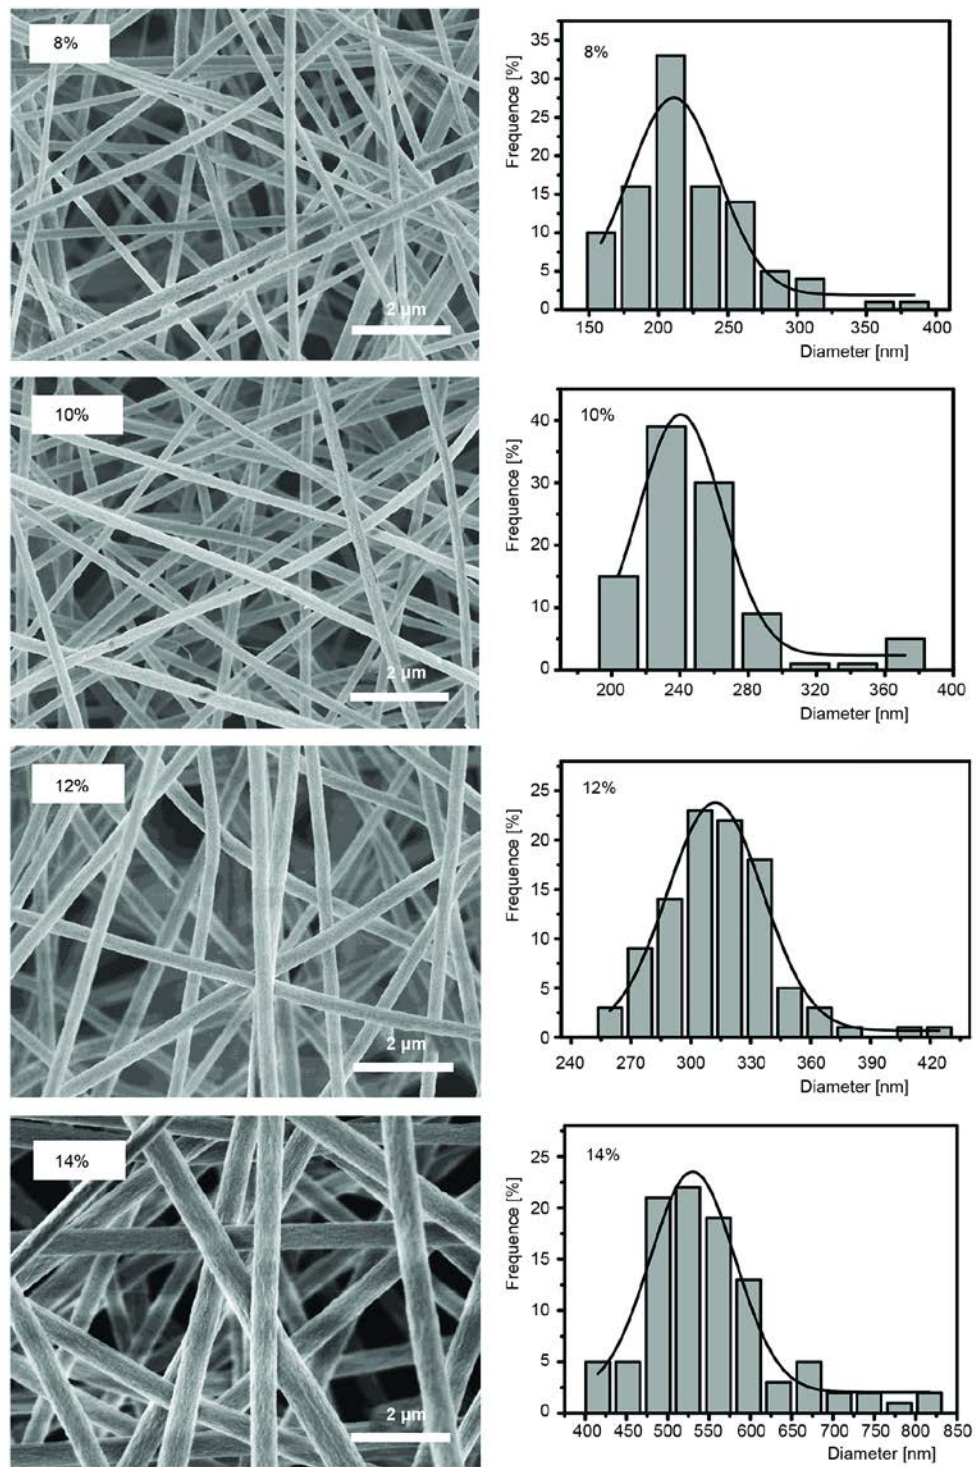 8%
2 µm
8%
Frequence [%]
35
30
25
20
15
10
5
0
150 200 250 300 350 400
Diameter [nm]
10%
2 µm
10%
Frequence [%]
40
30
20
10
0
200 240 280 320 360 400
Diameter [nm]
12%
2 µm
12%
Frequence [%]
25
20
15
10
5
0
240 270 300 330 360 390 420
Diameter [nm]
14%
2 µm
14%
Frequence [%]
25
20
15
10
5
0
400 450 500 550 600 650 700 750 800 850
Diameter [nm]